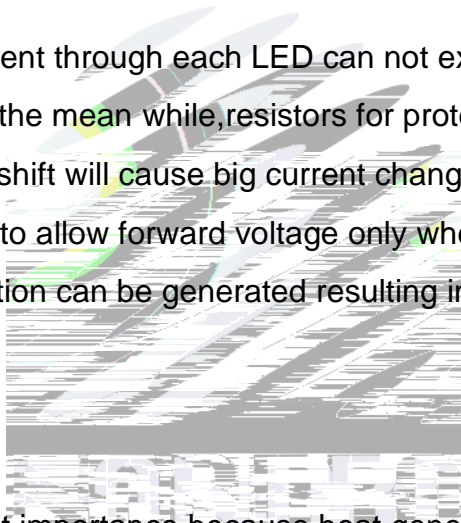 ent through each LED can not ex
the mean while,resistors for prote
shift will cause big current chang
to allow forward voltage only whe
tion can be generated resulting in
t importance because heat gene